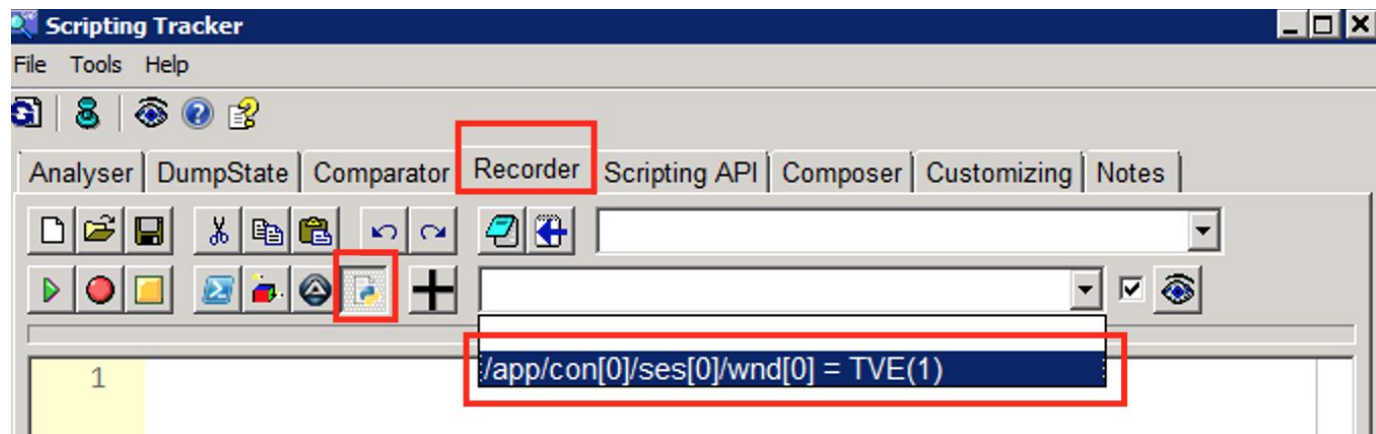 Scripting Tracker
File Tools Help
Analyser DumpState Comparator Recorder Scripting API Composer Customizing Notes
/app/con[0]/ses[0]/wnd[0] = TVE(1)
1